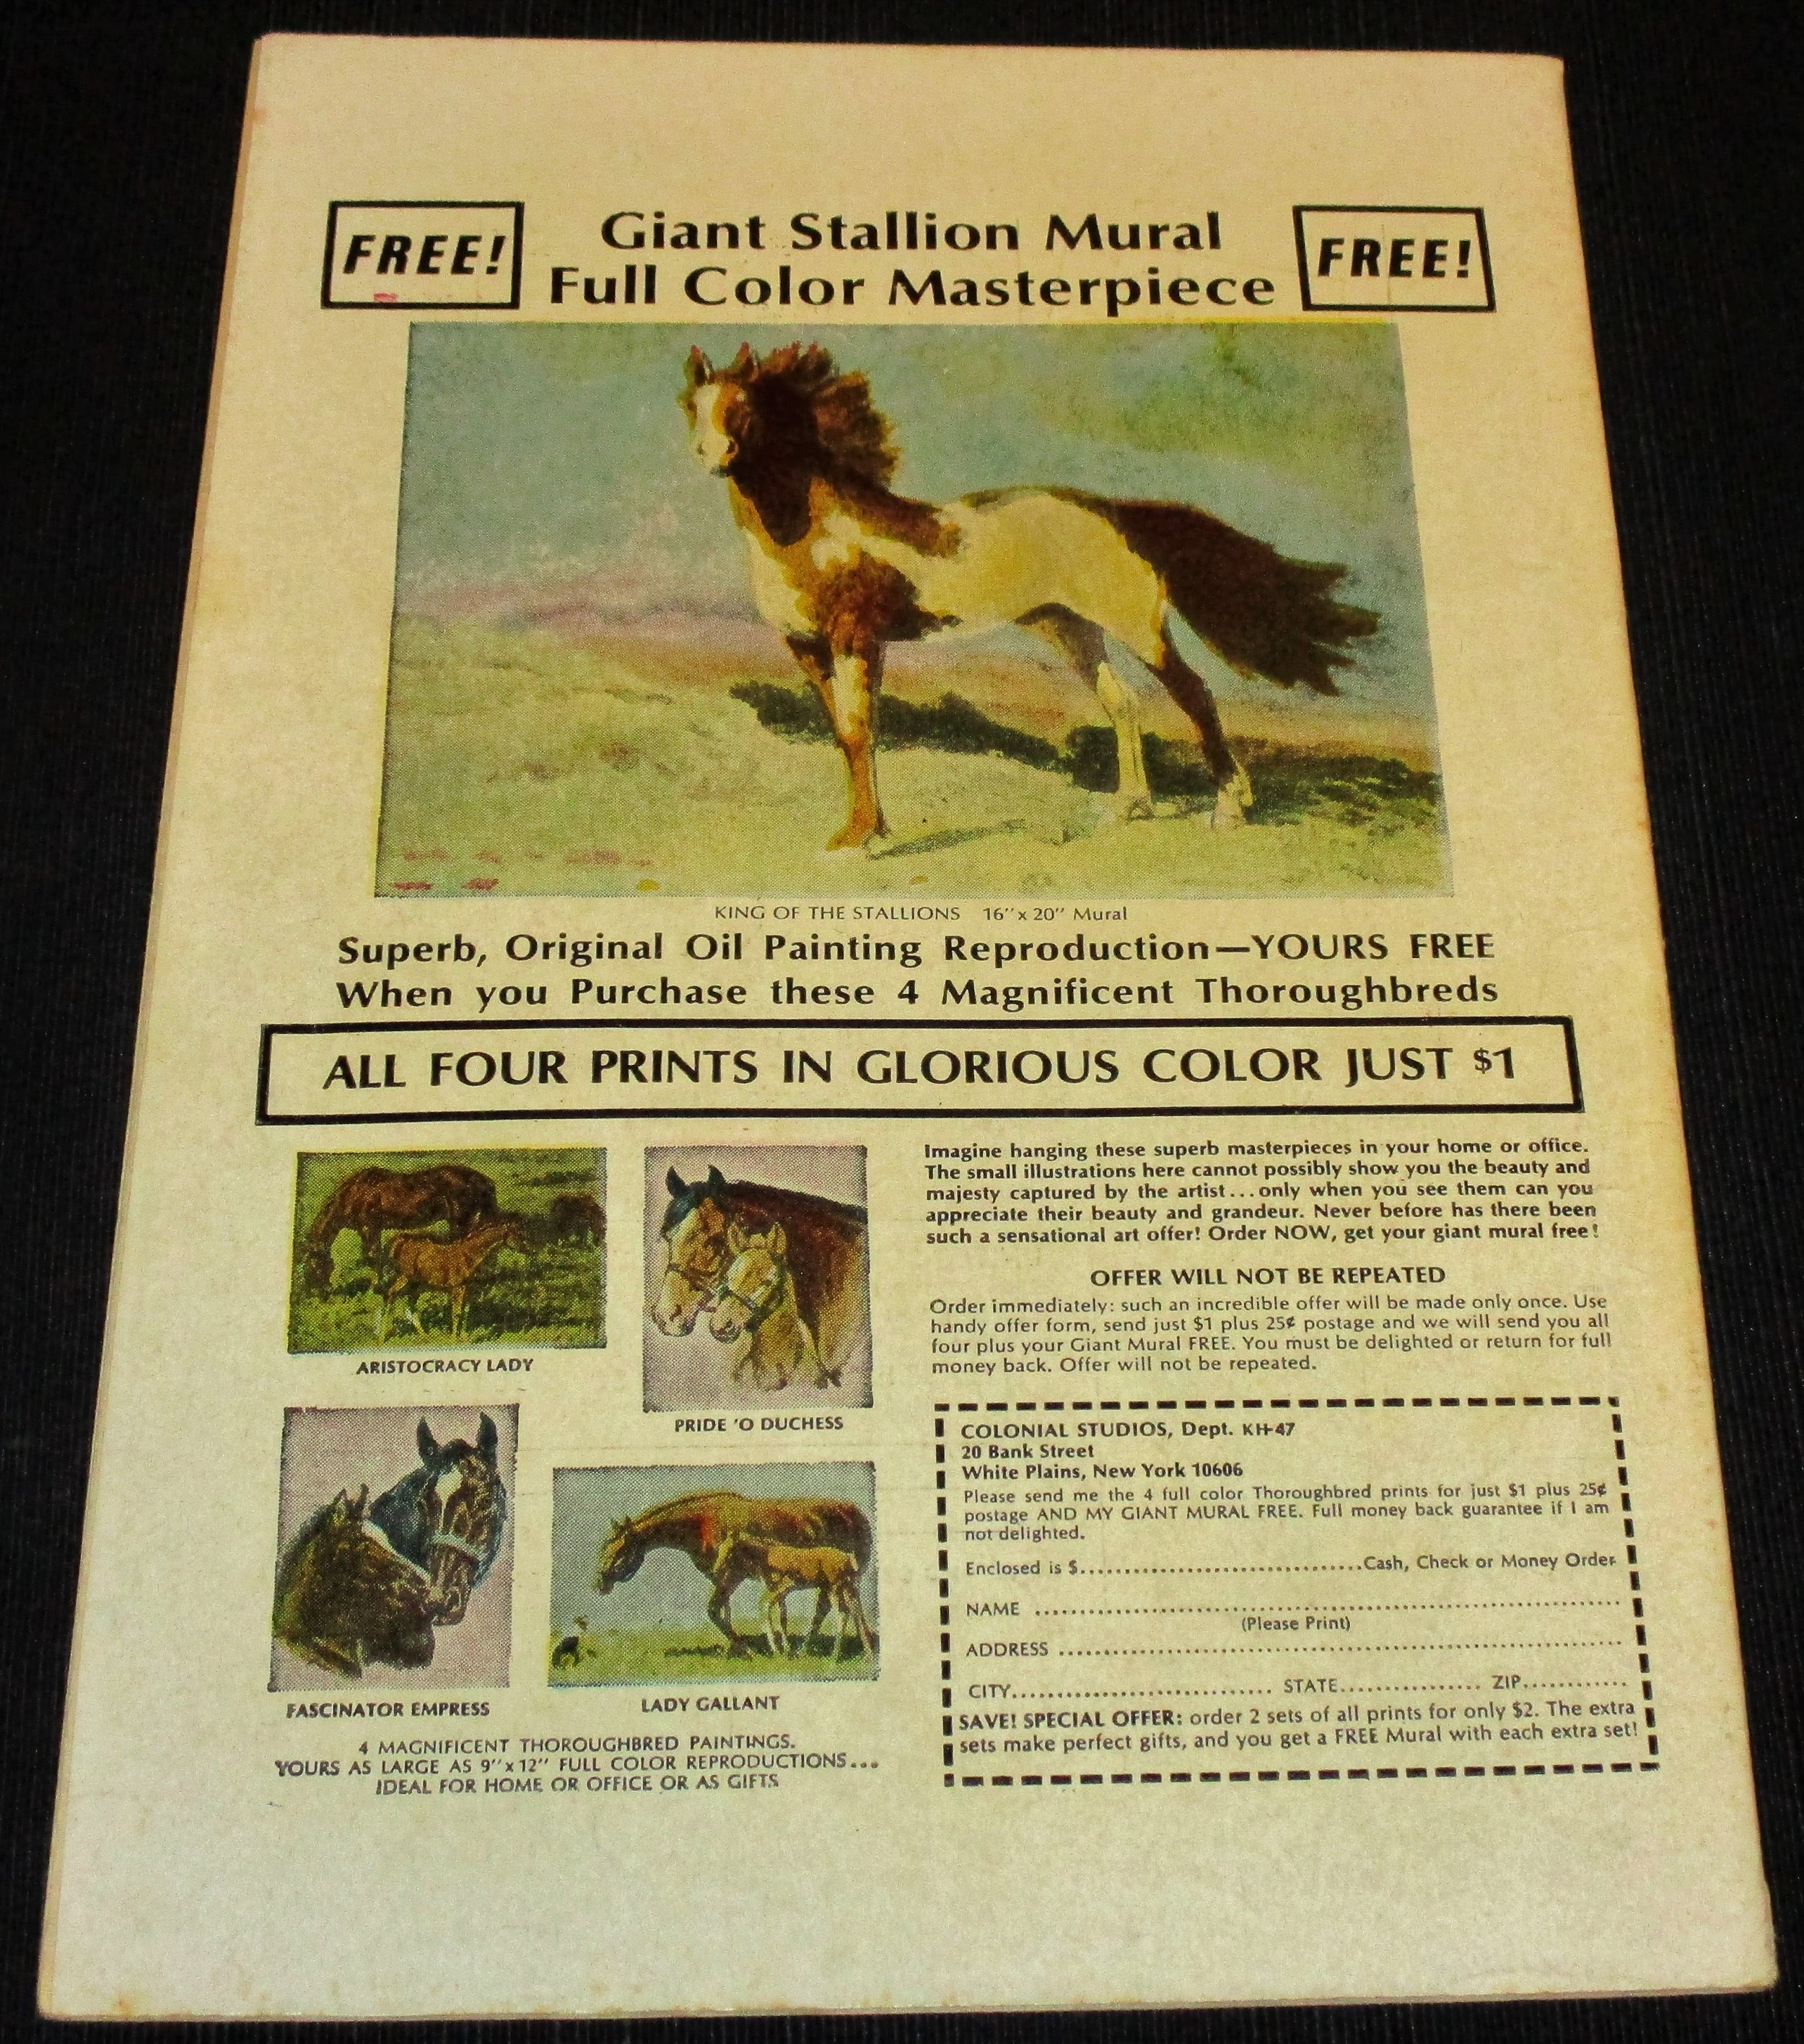 FREE!
Giant Stallion Mural
Full Color Masterpiece
FREE!
KING OF THE STALLIONS 16"x 20" Mural
Superb, Original Oil Painting Reproduction—YOURS FREE
When you Purchase these 4 Magnificent Thoroughbreds
ALL FOUR PRINTS IN GLORIOUS COLOR JUST $1
ARISTOCRACY LADY
PRIDE 'O DUCHESS
FASCINATOR EMPRESS
LADY GALLANT
4 MAGNIFICENT THOROUGHBRED PAINTINGS.
YOURS AS LARGE AS 9"x12" FULL COLOR REPRODUCTIONS...
IDEAL FOR HOME OR OFFICE OR AS GIFTS
Imagine hanging these superb masterpieces in your home or office.
The small illustrations here cannot possibly show you the beauty and
majesty captured by the artist...only when you see them can you
appreciate their beauty and grandeur. Never before has there been
such a sensational art offer! Order NOW, get your giant mural free!
OFFER WILL NOT BE REPEATED
Order immediately: such an incredible offer will be made only once. Use
handy offer form, send just $1 plus 25¢ postage and we will send you all
four plus your Giant Mural FREE. You must be delighted or return for full
money back. Offer will not be repeated.
COLONIAL STUDIOS, Dept. KH-47
20 Bank Street
White Plains, New York 10606
Please send me the 4 full color Thoroughbred prints for just $1 plus 25¢
postage AND MY GIANT MURAL FREE. Full money back guarantee if I am
not delighted.
Enclosed is $................................Cash, Check or Money Order
NAME ................................................................
(Please Print)
ADDRESS ................................................................
CITY............................. STATE................ ZIP............
SAVE! SPECIAL OFFER: order 2 sets of all prints for only $2. The extra
sets make perfect gifts, and you get a FREE Mural with each extra set!